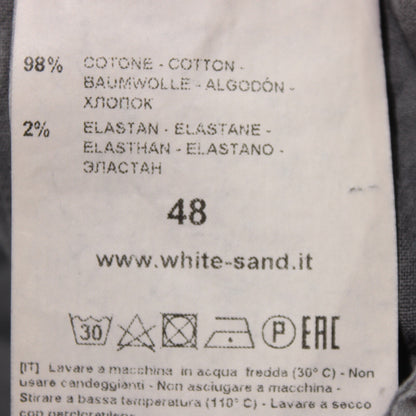 98% COTONE - COTTON -
BAUMWOLLE - ALGODÓN -
ХЛОПОК
2% ELASTAN - ELASTANE -
ELASTHAN - ELASTANO -
ЭЛАСТАН
48
www.white-sand.it
30 P EAC
[IT] Lavare a macchina in acqua fredda (30° C) - Non
usare candeggianti - Non asciugare a macchina -
Stirare a bassa temperatura (110° C) - Lavare a secco
con percloroetilene